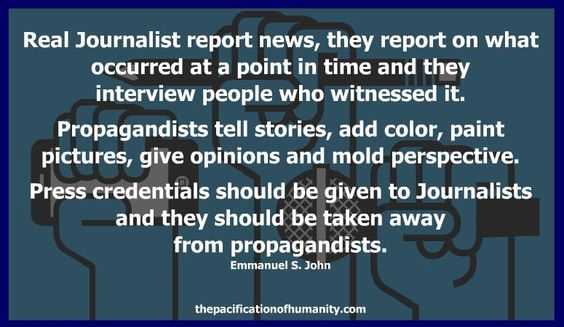 Real Journalist report news, they report on what
occurred at a point in time and they
interview people who witnessed it.
Propagandists tell stories, add color, paint
pictures, give opinions and mold perspective.
Press credentials should be given to Journalists
and they should be taken away
from propagandists.
Emmanuel S. John
thepacificationofhumanity.com